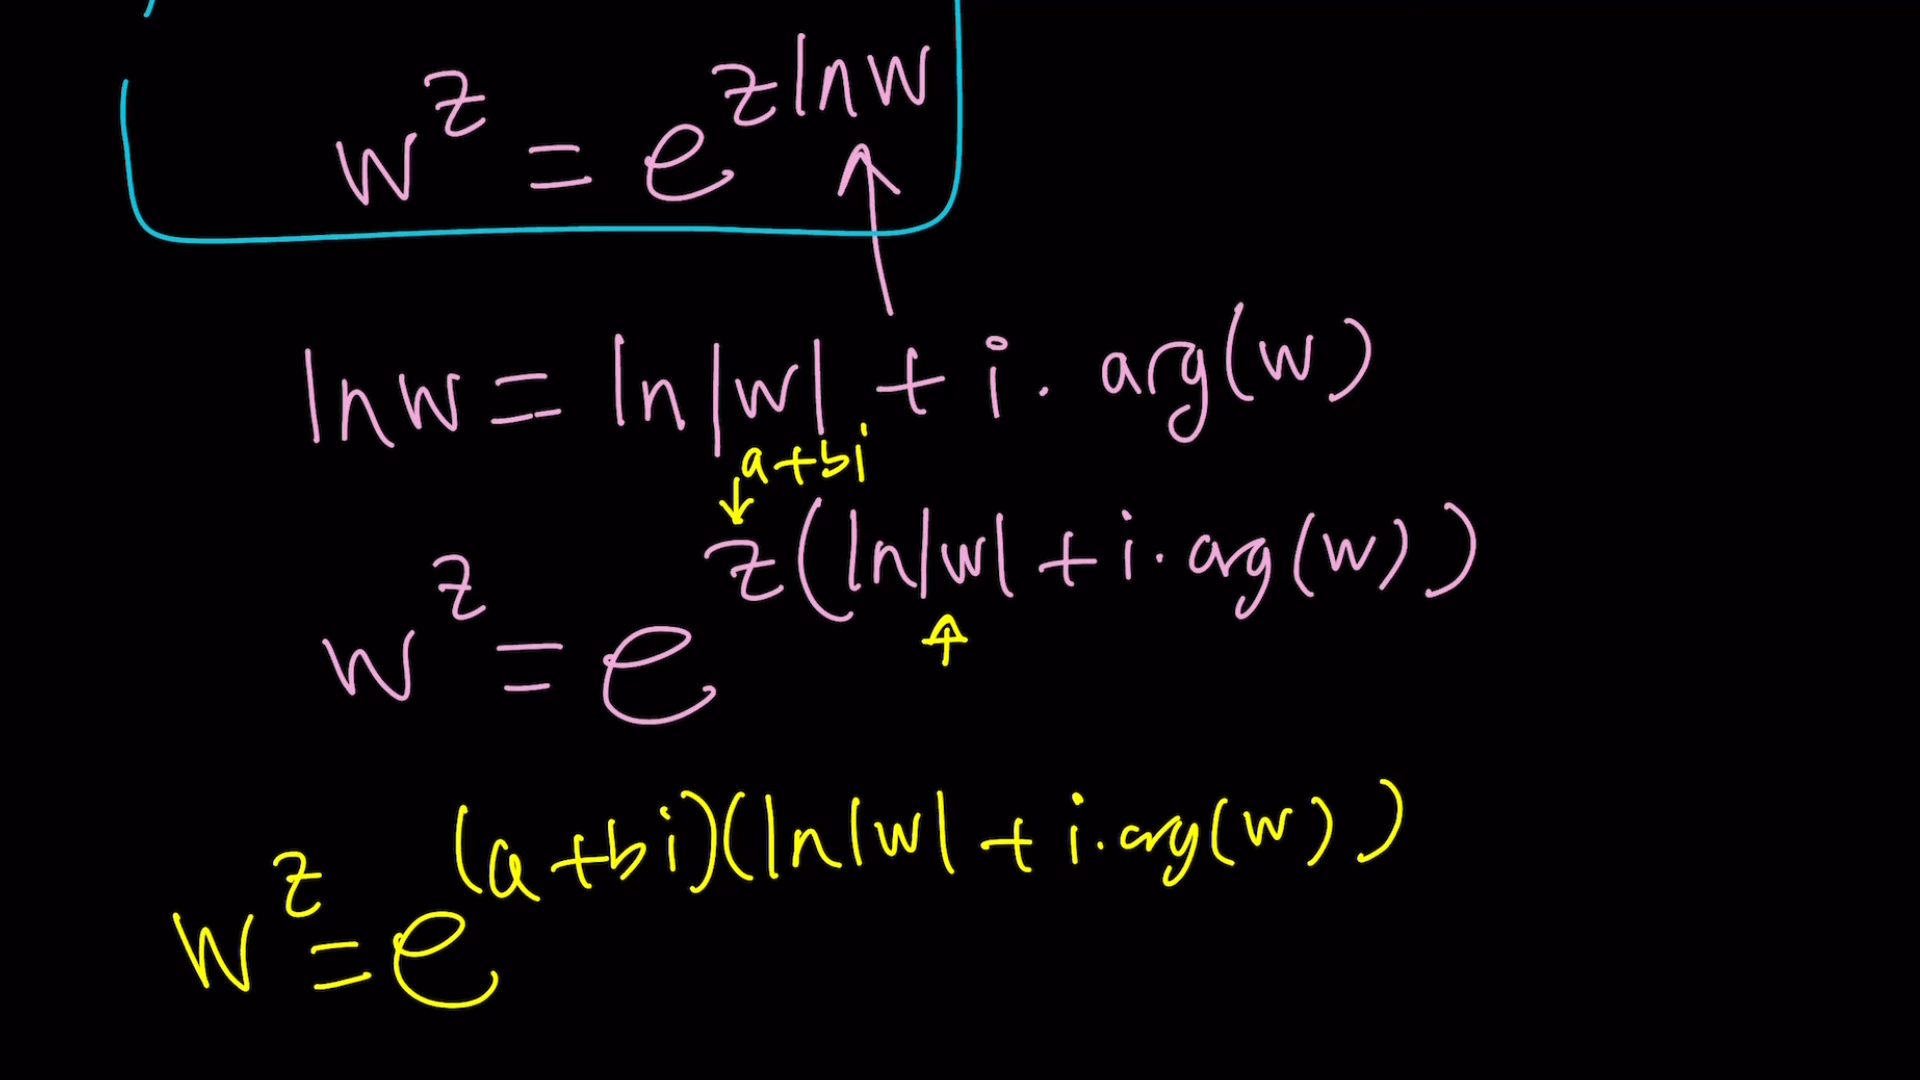 w^z = e^{z ln w}
ln w = ln|w| + i · arg(w)
a+bi
w^z = e^{z(ln|w| + i · arg(w))}
w^z = e^{(a+bi)(ln|w| + i · arg(w))}